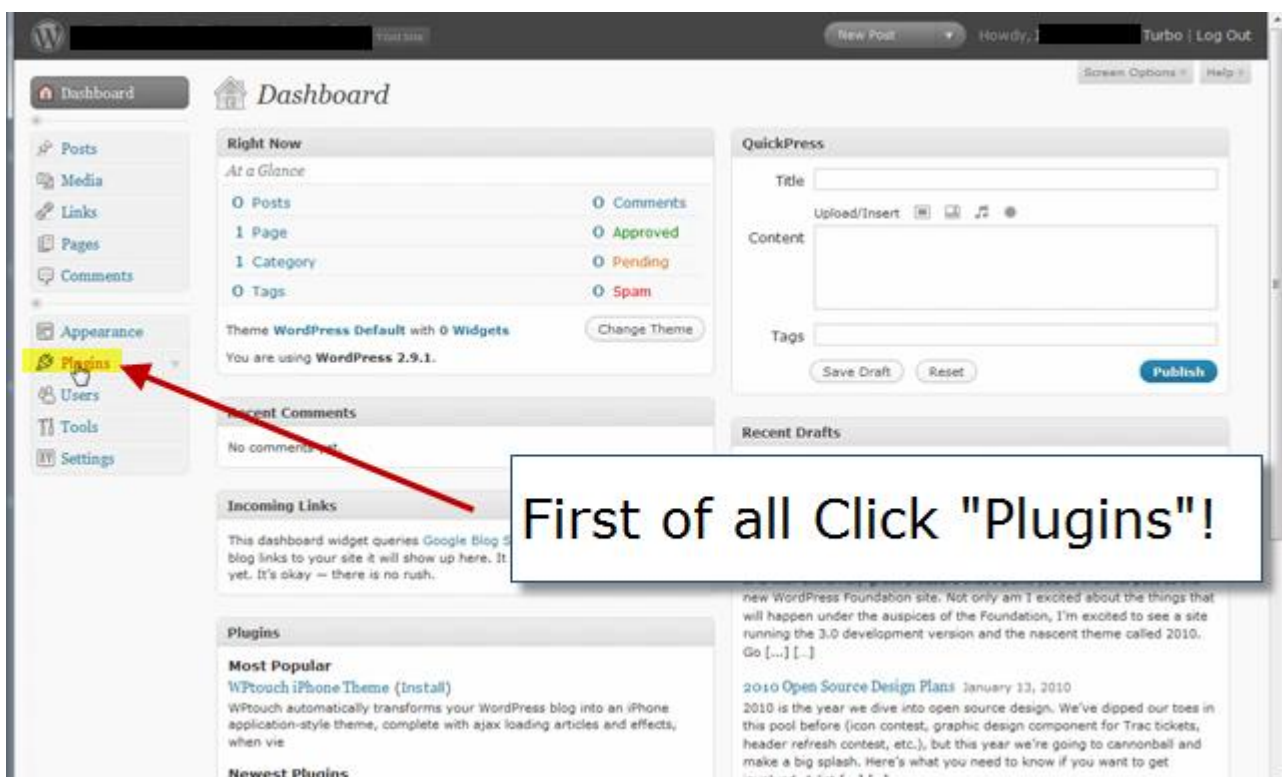 New Post
Howdy,
Turbo | Log Out
Screen Options
Help
Dashboard
Dashboard
Posts
Media
Links
Pages
Comments
Appearance
Plugins
Users
Tools
Settings
Right Now
At a Glance
0 Posts
0 Comments
1 Page
0 Approved
1 Category
0 Pending
0 Tags
0 Spam
Theme WordPress Default with 0 Widgets
Change Theme
You are using WordPress 2.9.1.
Recent Comments
No comments yet.
Incoming Links
This dashboard widget queries Google Blog S
blog links to your site it will show up here. It
yet. It's okay — there is no rush.
Plugins
Most Popular
WPtouch iPhone Theme (Install)
WPtouch automatically transforms your WordPress blog into an iPhone
application-style theme, complete with ajax loading articles and effects,
when vie
Newest Plugins
QuickPress
Title
Upload/Insert
Content
Tags
Save Draft
Reset
Publish
Recent Drafts
First of all Click "Plugins"!
new WordPress Foundation site. Not only am I excited about the things that
will happen under the auspices of the Foundation, I'm excited to see a site
running the 3.0 development version and the nascent theme called 2010.
Go [...] [...]
2010 Open Source Design Plans January 13, 2010
2010 is the year we dive into open source design. We've dipped our toes in
this pool before (icon contest, graphic design component for Trac tickets,
header refresh contest, etc.), but this year we're going to cannonball and
make a big splash. Here's what you need to know if you want to get